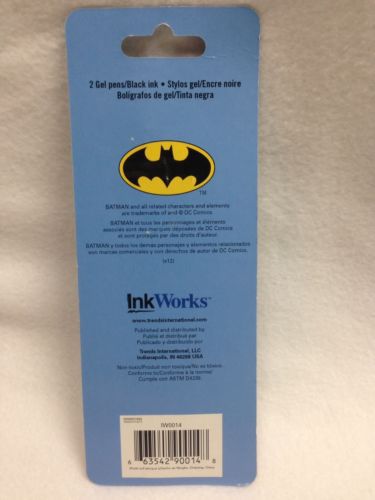 2 Gel pens/Black ink • Stylos gel/Encre noire
Bolígrafos de gel/Tinta negra
TM
BATMAN and all related characters and elements
are trademarks of and © DC Comics
BATMAN et tous les personnages et éléments
associés sont des marques déposées de DC Comics
et sont protégés par des droits d'auteur.
BATMAN y todos los demas personajes y elementos relacionados
son marcas comerciales y son derechos de autor de DC Comics.
(s12)
InkWorks™
www.trendsinternational.com
Published and distributed by
Publié et distribué par
Publicado y distribuido por
Trends International, LLC
Indianapolis, IN 46268 USA
Non-toxic/Produit non toxique/No es tóxico.
Conforms to/Conforme à la norme/
Cumple con ASTM D4236.
IW0014
6 63542 90014 8